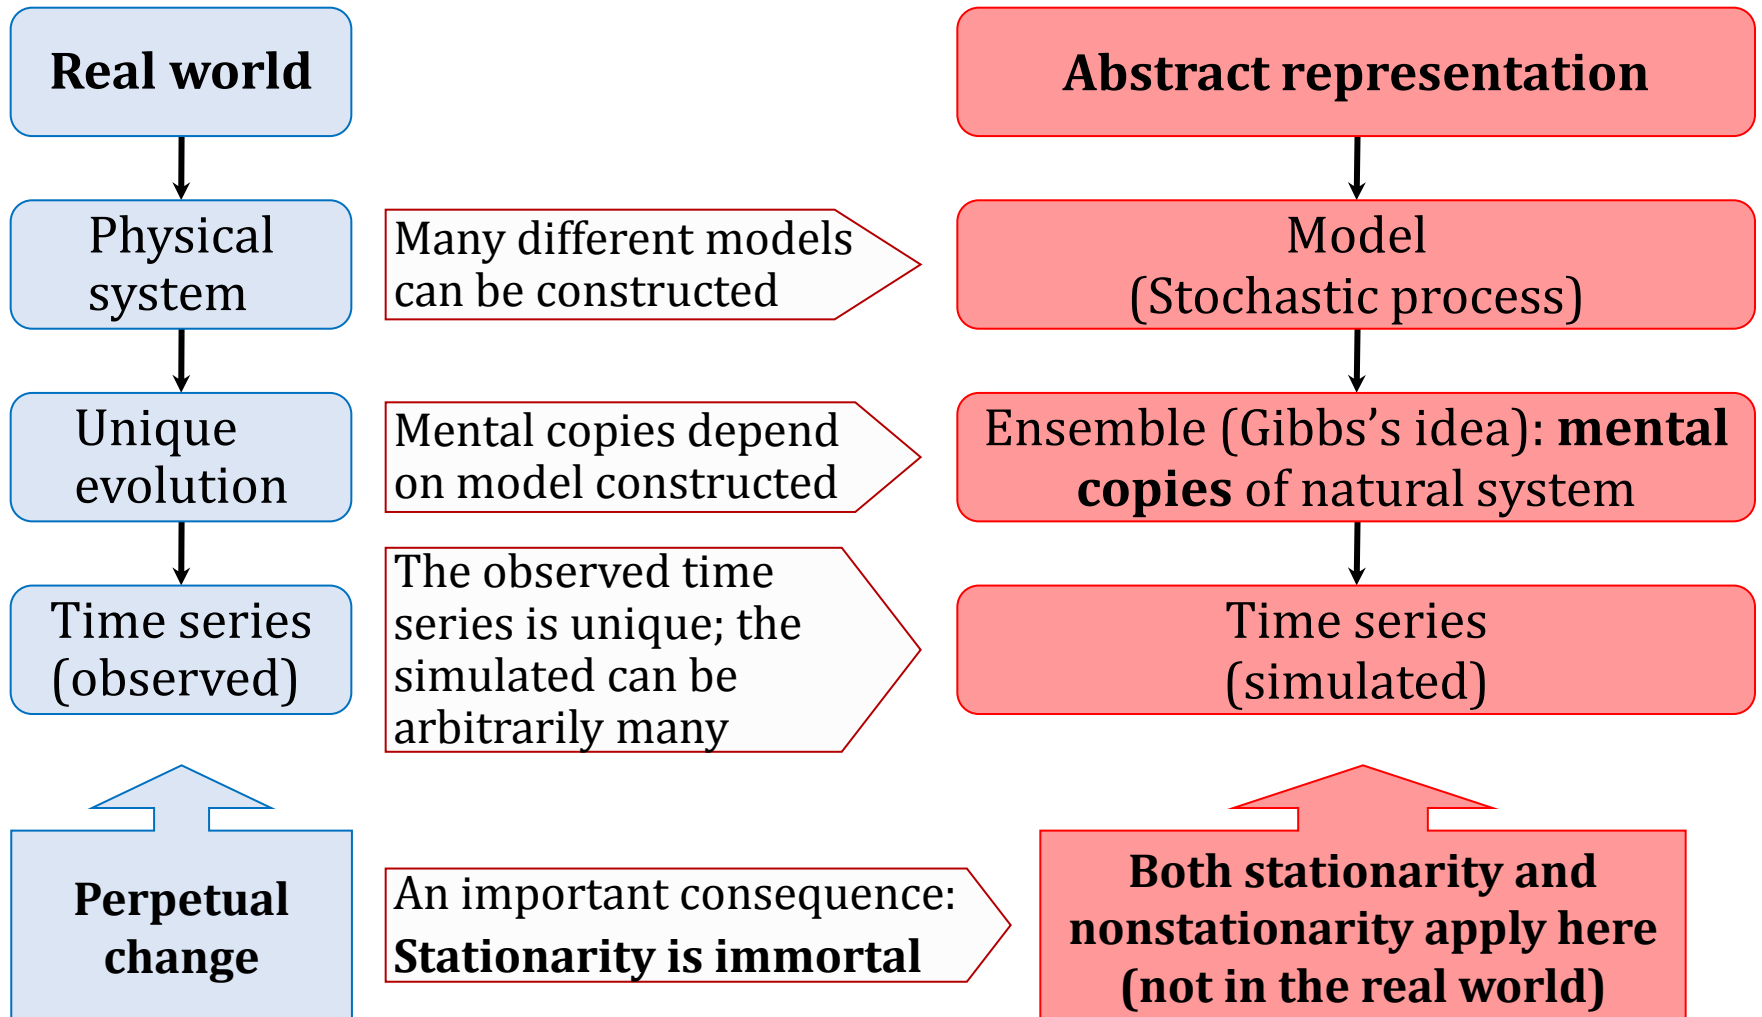 Real world
Abstract representation
Physical
system
Many different models
can be constructed
Model
(Stochastic process)
Unique
evolution
Mental copies depend
on model constructed
Ensemble (Gibbs’s idea): mental
copies of natural system
Time series
(observed)
The observed time
series is unique; the
simulated can be
arbitrarily many
Time series
(simulated)
Perpetual
change
An important consequence:
Stationarity is immortal
Both stationarity and
nonstationarity apply here
(not in the real world)